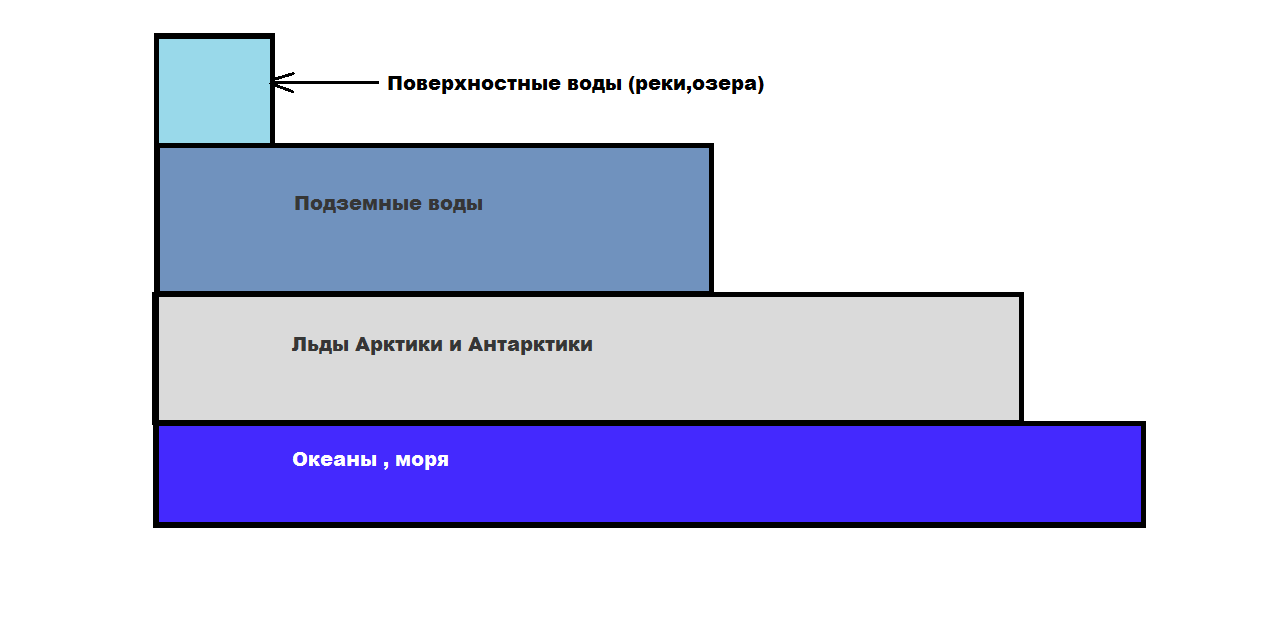 Поверхностные воды (реки,озера)
Подземные воды
Льды Арктики и Антарктики
Океаны , моря